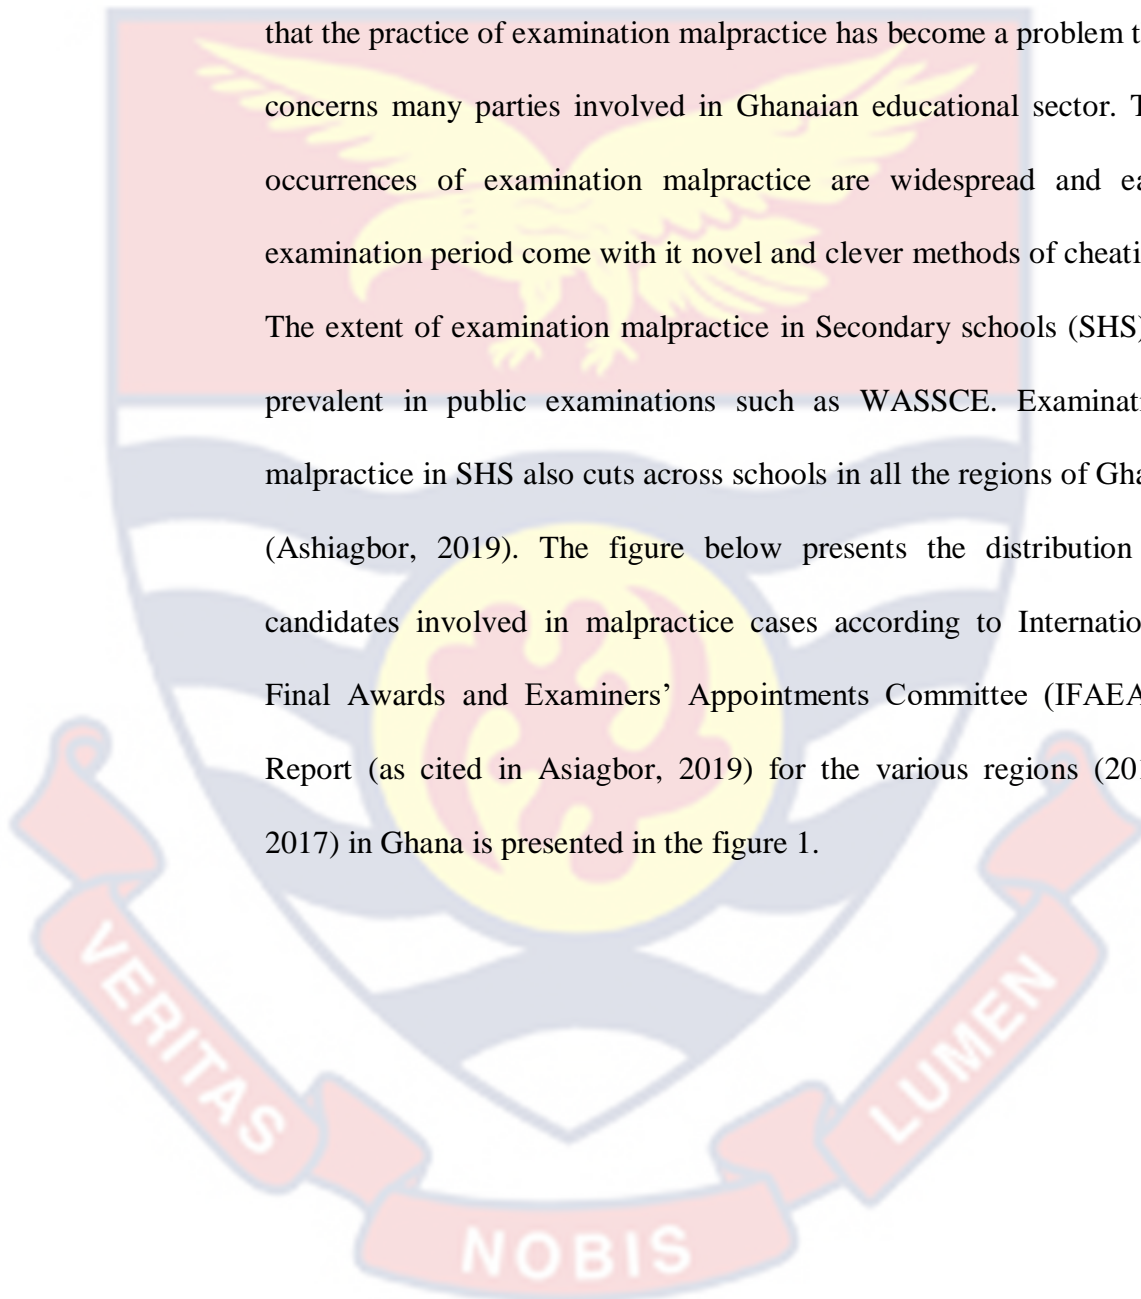 that the practice of examination malpractice has become a problem t
concerns many parties involved in Ghanaian educational sector. T
occurrences of examination malpractice are widespread and ea
examination period come with it novel and clever methods of cheati
The extent of examination malpractice in Secondary schools (SHS)
prevalent in public examinations such as WASSCE. Examinati
malpractice in SHS also cuts across schools in all the regions of Gha
(Ashiagbor, 2019). The figure below presents the distribution
candidates involved in malpractice cases according to Internatio
Final Awards and Examiners’ Appointments Committee (IFAEA
Report (as cited in Asiagbor, 2019) for the various regions (201
2017) in Ghana is presented in the figure 1.
VERITAS
NOBIS
LUMEN